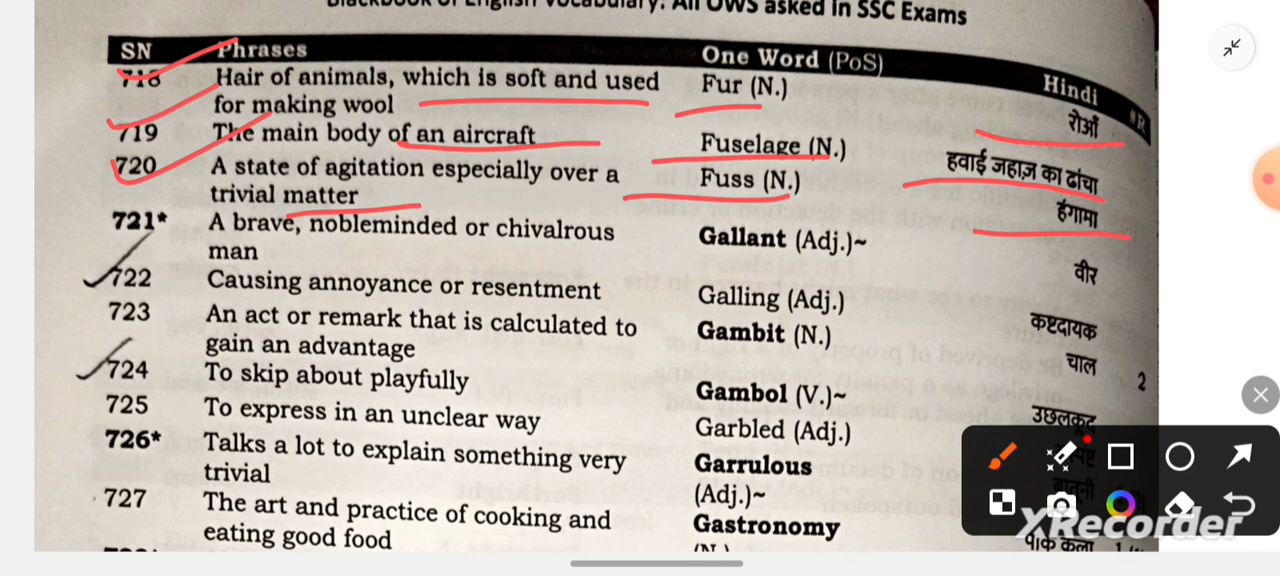 Blackbook of English Vocabulary: All OWS asked in SSC Exams
SN Phrases One Word (PoS) Hindi *R
718 Hair of animals, which is soft and used Fur (N.) रोआँ
for making wool
719 The main body of an aircraft Fuselage (N.) हवाई जहाज़ का ढांचा
720 A state of agitation especially over a Fuss (N.) हंगामा
trivial matter
721* A brave, nobleminded or chivalrous Gallant (Adj.)~ वीर
man
722 Causing annoyance or resentment Galling (Adj.) कष्टदायक
723 An act or remark that is calculated to Gambit (N.) चाल 2
gain an advantage
724 To skip about playfully Gambol (V.)~ उछलकूद
725 To express in an unclear way Garbled (Adj.)
726* Talks a lot to explain something very Garrulous बातूनी
trivial (Adj.)~
727 The art and practice of cooking and Gastronomy पाक कला
eating good food (N.)
XRecorder